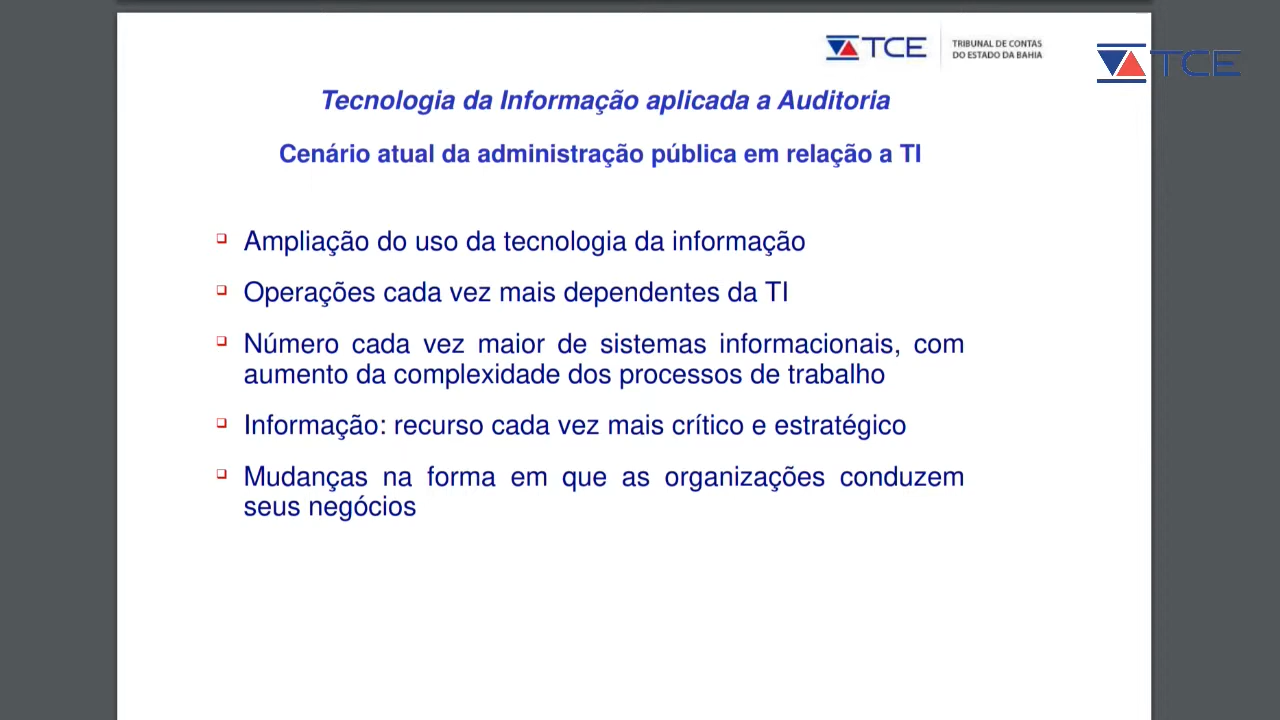 TCE
TRIBUNAL DE CONTAS
DO ESTADO DA BAHIA
TCE
Tecnologia da Informação aplicada a Auditoria
Cenário atual da administração pública em relação a TI
Ampliação do uso da tecnologia da informação
Operações cada vez mais dependentes da TI
Número cada vez maior de sistemas informacionais, com
aumento da complexidade dos processos de trabalho
Informação: recurso cada vez mais crítico e estratégico
Mudanças na forma em que as organizações conduzem
seus negócios